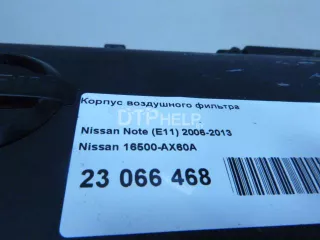 Корпус воздушного фильтра
DTPHELP.
Nissan Note (E11) 2006-2013
Nissan 16500-AX60A
23 066 468